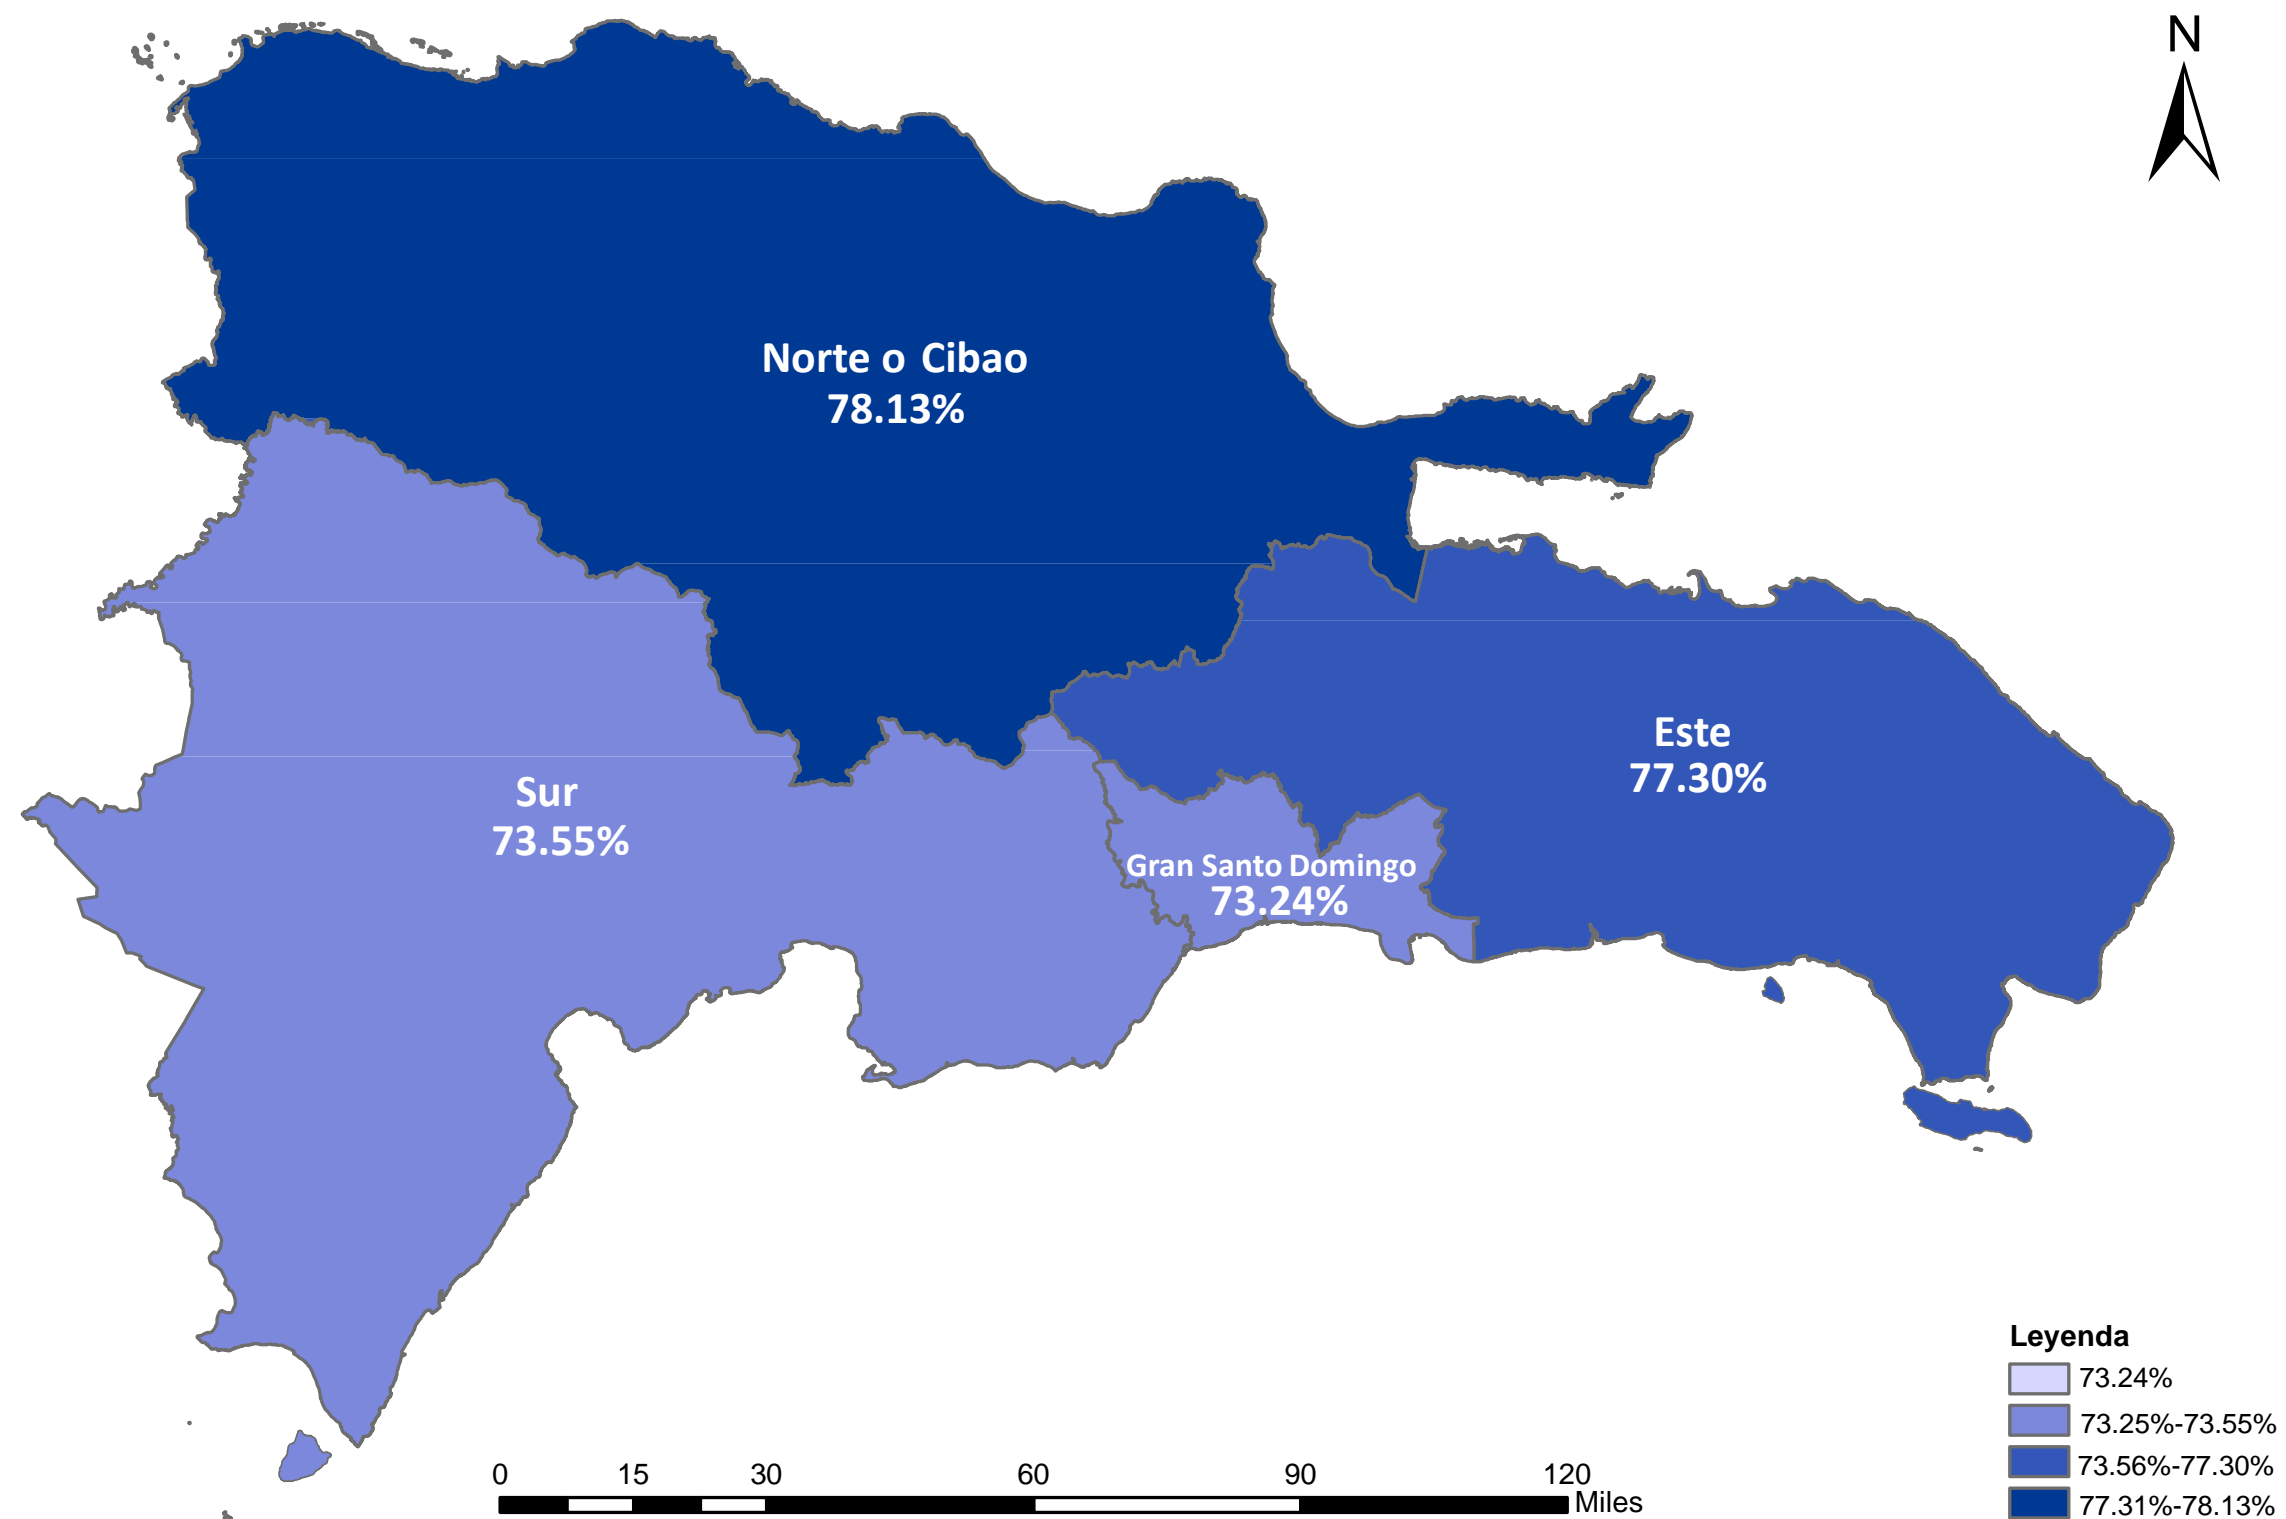 N
Norte o Cibao
78.13%
Este
77.30%
Sur
73.55%
Gran Santo Domingo
73.24%
Leyenda
73.24%
73.25%-73.55%
73.56%-77.30%
77.31%-78.13%
0 15 30 60 90 120
Miles